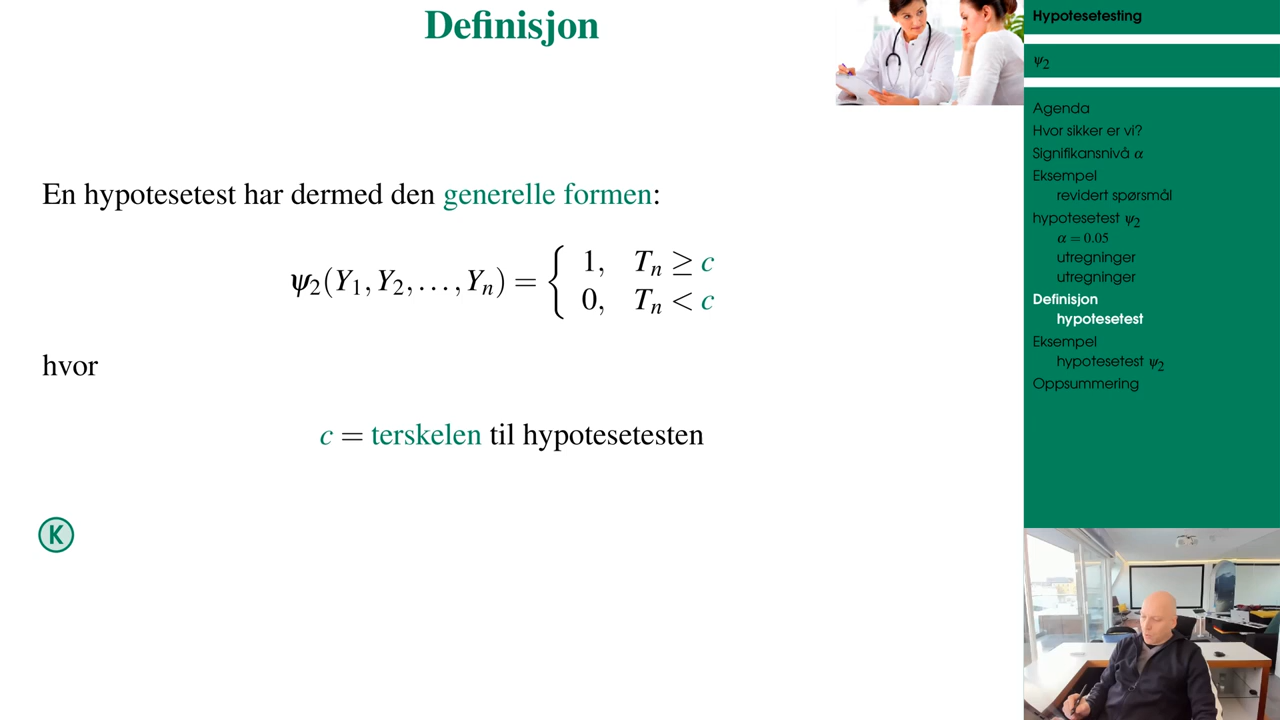 Definisjon
En hypotesetest har dermed den generelle formen:
ψ₂(Y₁, Y₂, …, Yₙ) = { 1, Tₙ ≥ c
0, Tₙ < c
hvor
c = terskelen til hypotesetesten
K
Hypotesetesting
ψ₂
Agenda
Hvor sikker er vi?
Signifikansnivå α
Eksempel
revidert spørsmål
hypotesetest ψ₂
α = 0.05
utregninger
utregninger
Definisjon
hypotesetest
Eksempel
hypotesetest ψ₂
Oppsummering